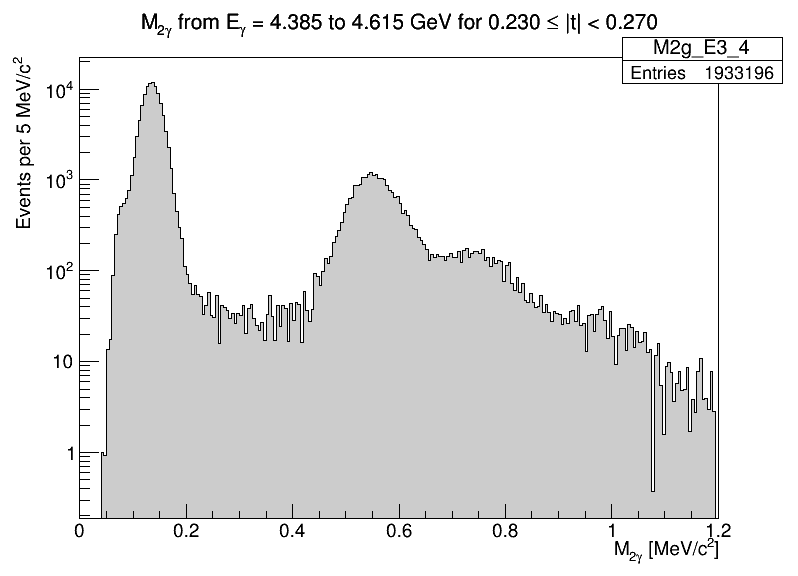 M2γ from Eγ = 4.385 to 4.615 GeV for 0.230 ≤ |t| < 0.270
M2g_E3_4
Entries 1933196
Events per 5 MeV/c²
10⁴
10³
10²
10
1
0 0.2 0.4 0.6 0.8 1 1.2
M2γ [MeV/c²]